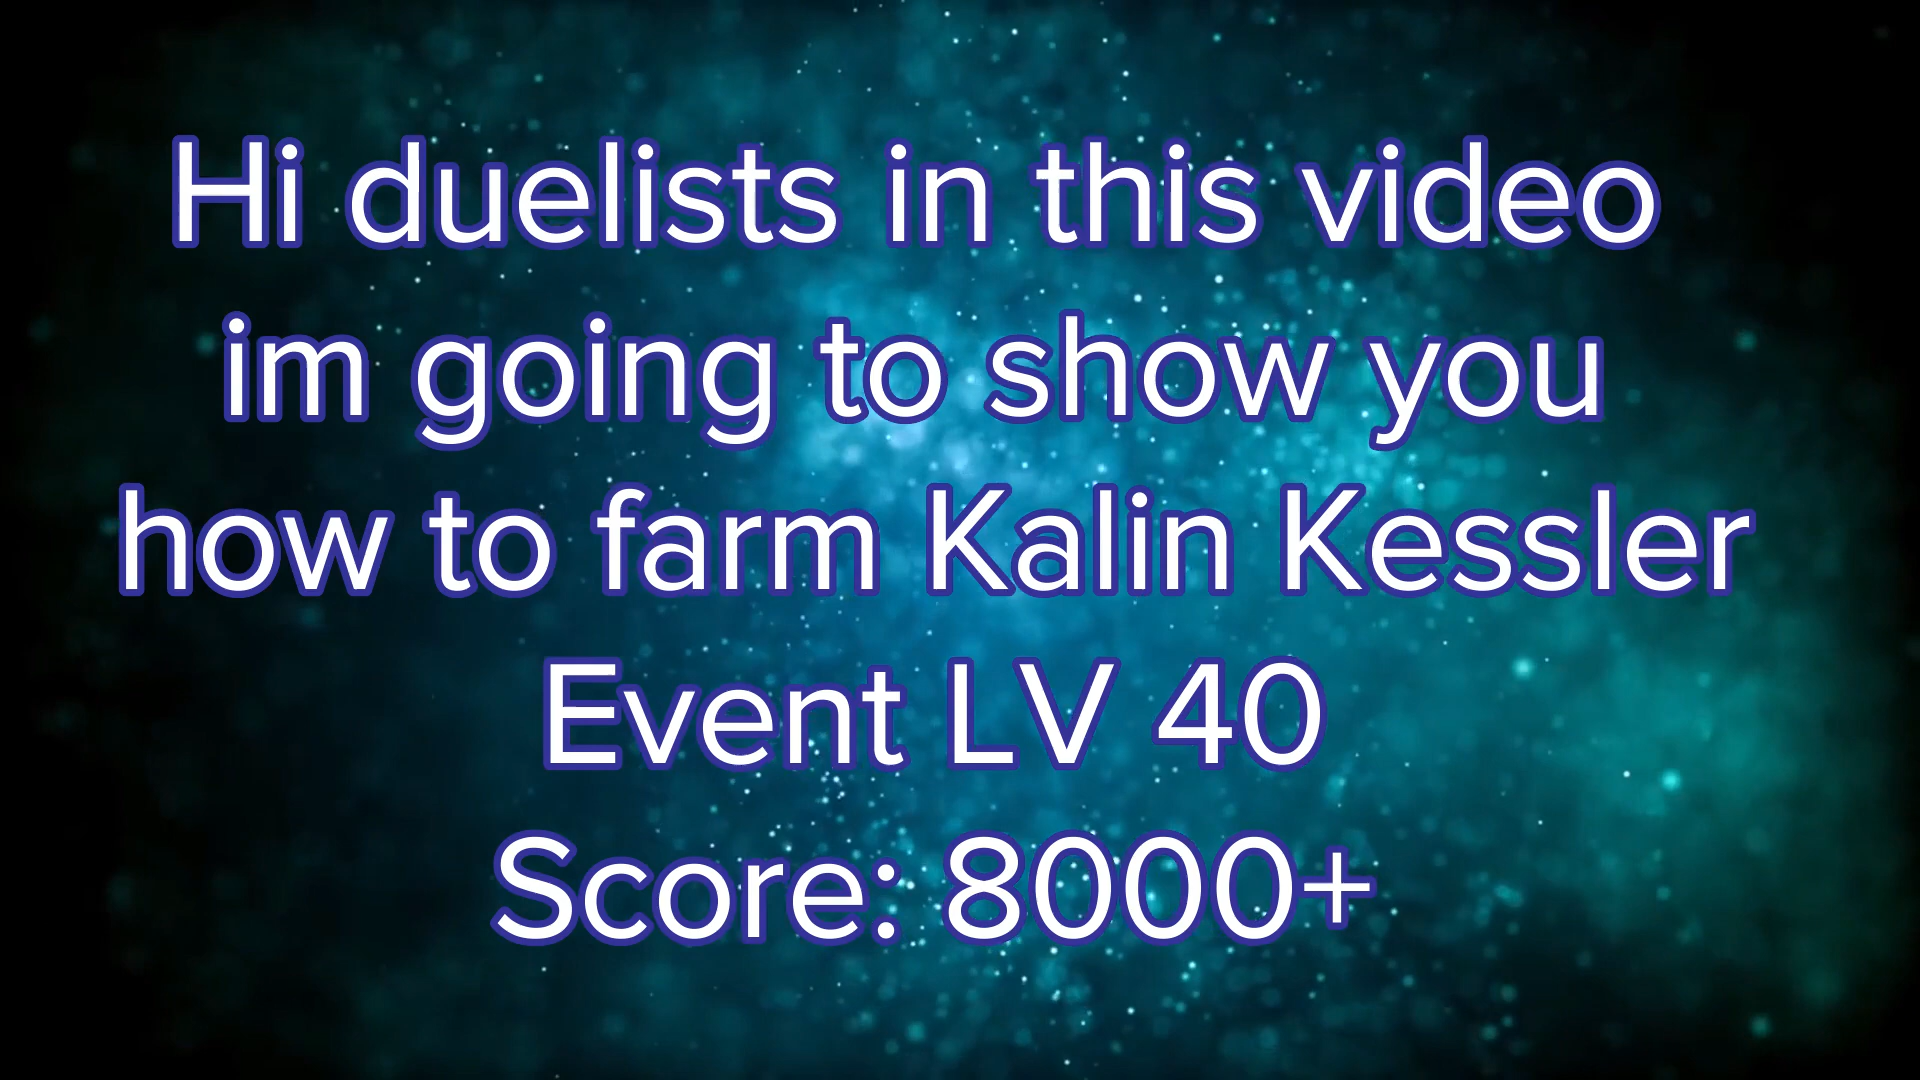 Hi duelists in this video
im going to show you
how to farm Kalin Kessler
Event LV 40
Score: 8000+